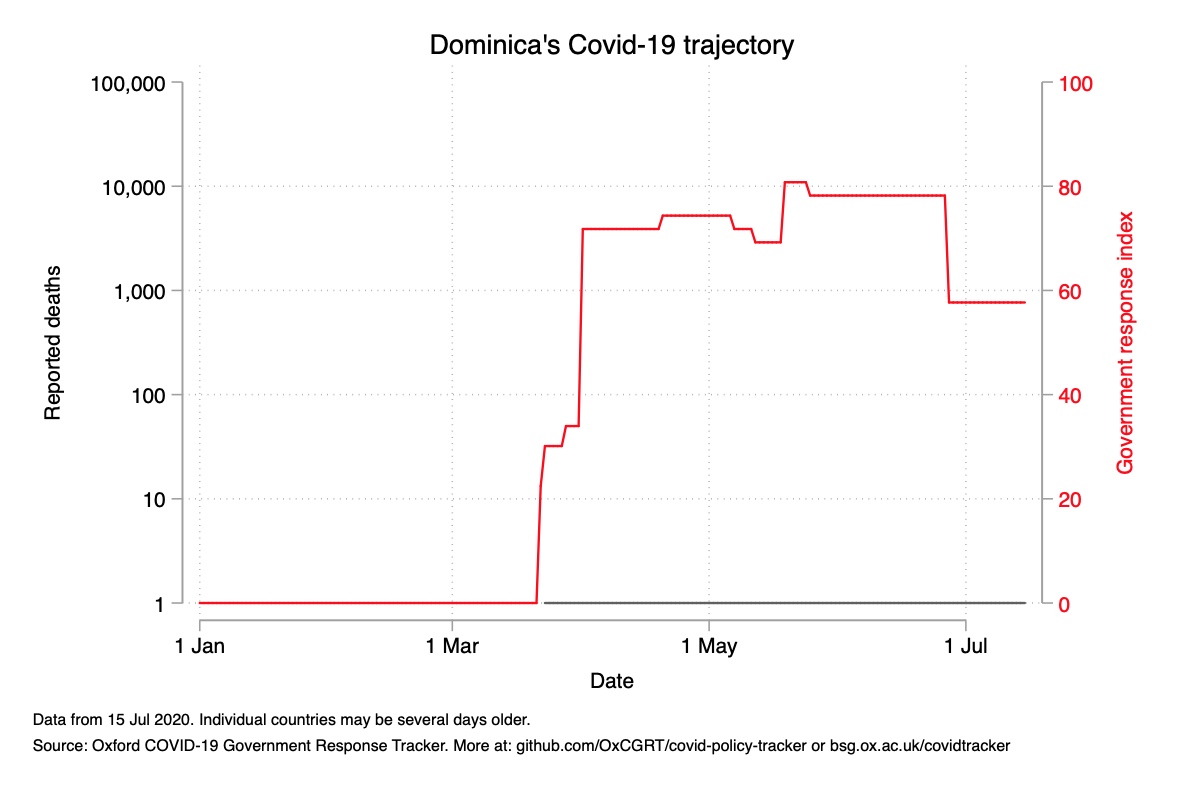 Dominica's Covid-19 trajectory
100,000
10,000
1,000
100
10
1
Reported deaths
100
80
60
40
20
0
Government response index
1 Jan
1 Mar
1 May
1 Jul
Date
Data from 15 Jul 2020. Individual countries may be several days older.
Source: Oxford COVID-19 Government Response Tracker. More at: github.com/OxCGRT/covid-policy-tracker or bsg.ox.ac.uk/covidtracker